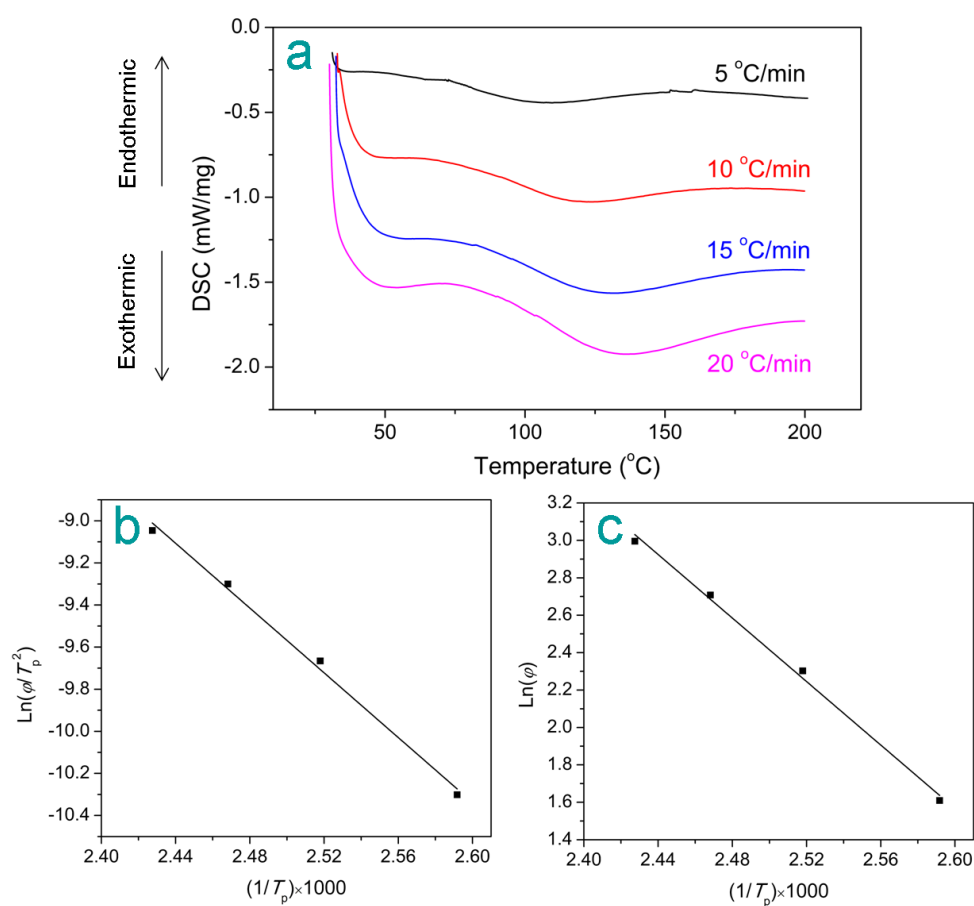 a
Endothermic
Exothermic
DSC (mW/mg)
0.0
-0.5
-1.0
-1.5
-2.0
5 °C/min
10 °C/min
15 °C/min
20 °C/min
50 100 150 200
Temperature (°C)
b
Ln(φ/Tp²)
-9.0
-9.2
-9.4
-9.6
-9.8
-10.0
-10.2
-10.4
2.40 2.44 2.48 2.52 2.56 2.60
(1/Tp)×1000
c
Ln(φ)
3.2
3.0
2.8
2.6
2.4
2.2
2.0
1.8
1.6
1.4
2.40 2.44 2.48 2.52 2.56 2.60
(1/Tp)×1000